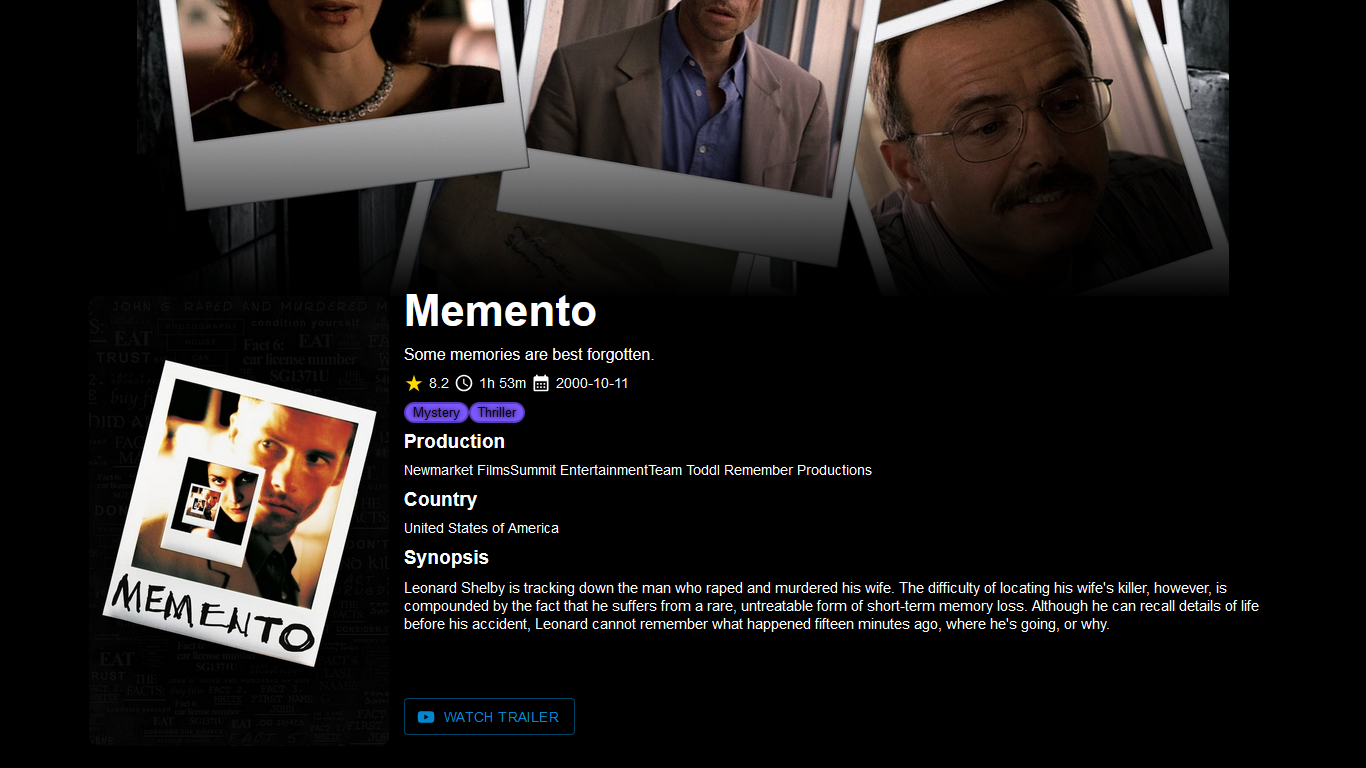 Memento
Some memories are best forgotten.
8.2 1h 53m 2000-10-11
Mystery Thriller
Production
Newmarket FilmsSummit EntertainmentTeam ToddI Remember Productions
Country
United States of America
Synopsis
Leonard Shelby is tracking down the man who raped and murdered his wife. The difficulty of locating his wife's killer, however, is
compounded by the fact that he suffers from a rare, untreatable form of short-term memory loss. Although he can recall details of life
before his accident, Leonard cannot remember what happened fifteen minutes ago, where he's going, or why.
WATCH TRAILER
JOHN G. RAPED AND MURDERED M
condition yourself
EAT
TRUST
Fact 6:
car license number
SG1371U
MEMENTO
EAT